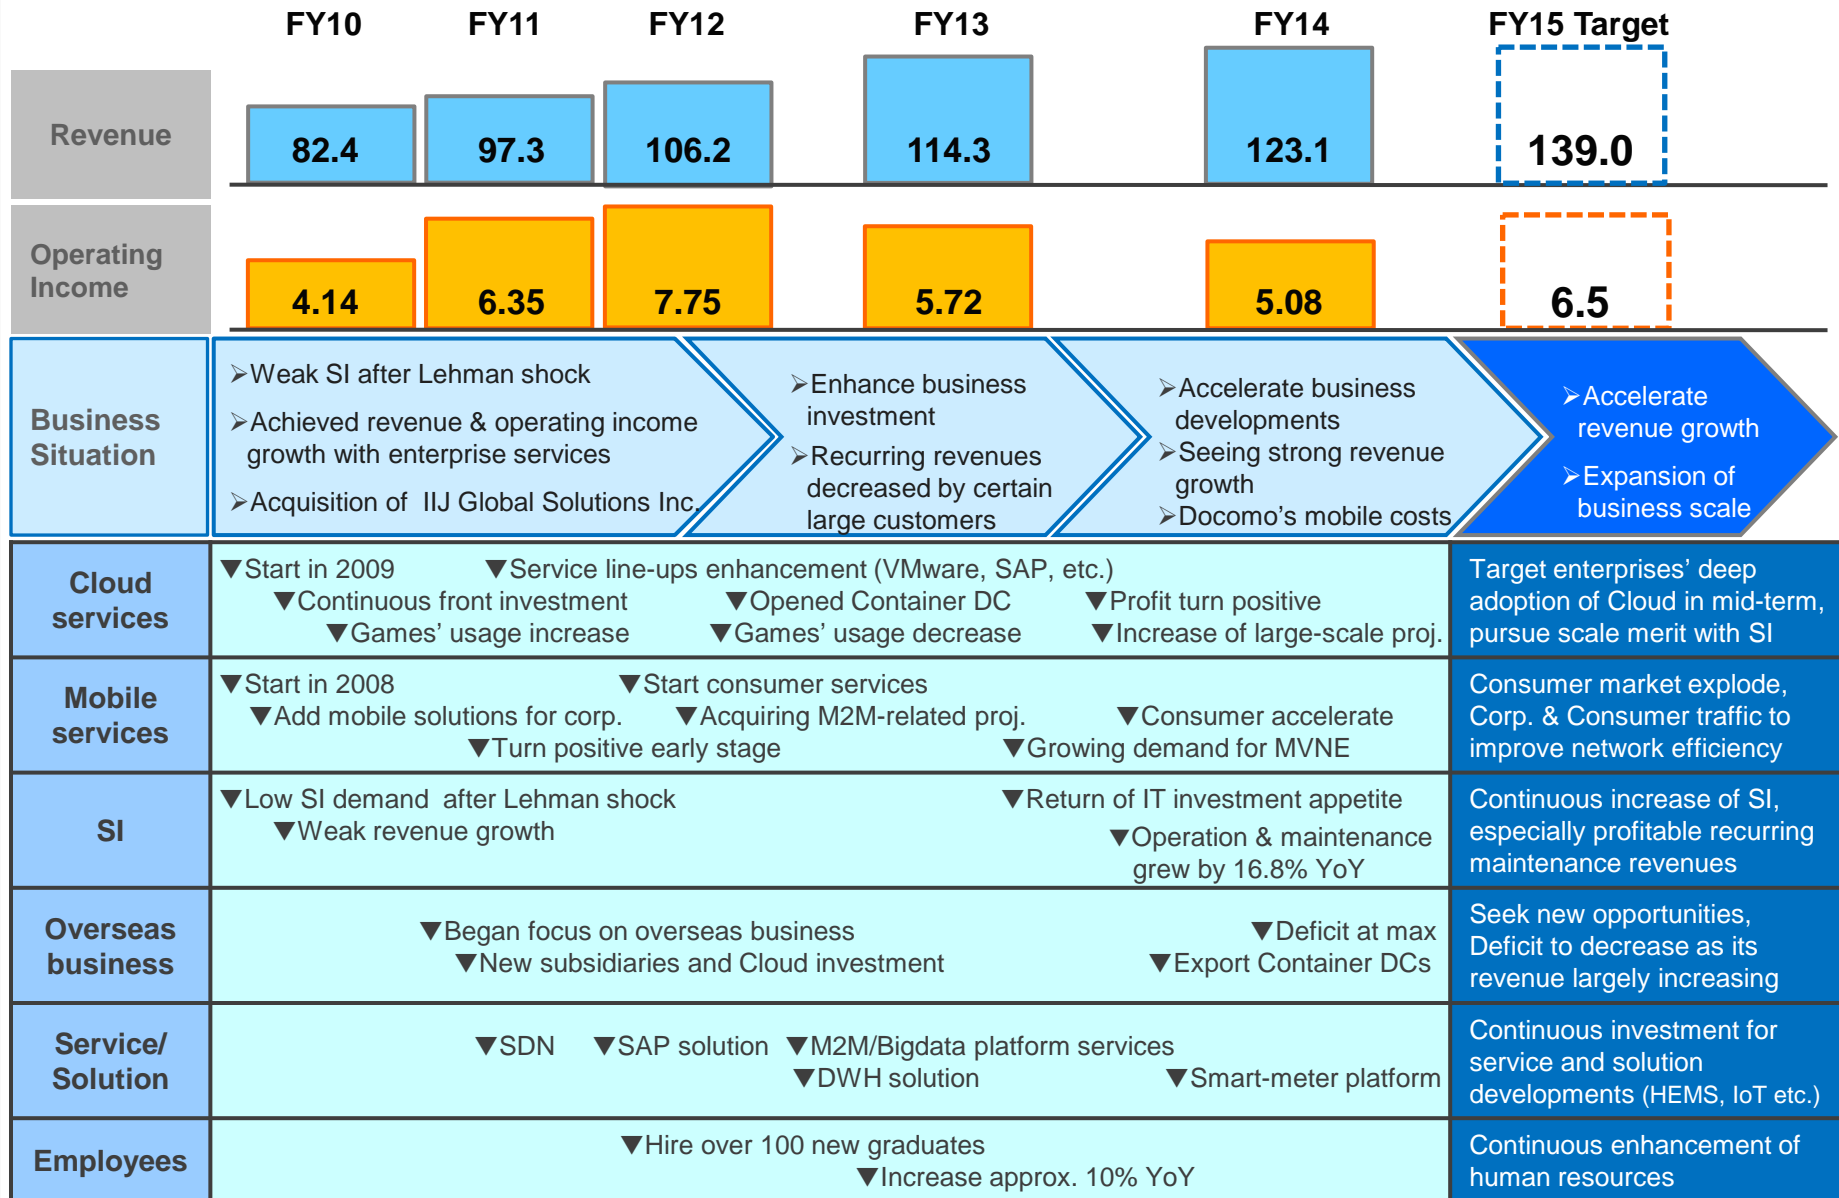 FY10 FY11 FY12 FY13 FY14 FY15 Target
Revenue
82.4 97.3 106.2 114.3 123.1 139.0
Operating
Income
4.14 6.35 7.75 5.72 5.08 6.5
Business
Situation
➢Weak SI after Lehman shock
➢Achieved revenue & operating income
growth with enterprise services
➢Acquisition of IIJ Global Solutions Inc.
➢Enhance business
investment
➢Recurring revenues
decreased by certain
large customers
➢Accelerate business
developments
➢Seeing strong revenue
growth
➢Docomo's mobile costs
➢Accelerate
revenue growth
➢Expansion of
business scale
Cloud
services
▼Start in 2009 ▼Service line-ups enhancement (VMware, SAP, etc.)
▼Continuous front investment ▼Opened Container DC ▼Profit turn positive
▼Games' usage increase ▼Games' usage decrease ▼Increase of large-scale proj.
Target enterprises' deep
adoption of Cloud in mid-term,
pursue scale merit with SI
Mobile
services
▼Start in 2008 ▼Start consumer services
▼Add mobile solutions for corp. ▼Acquiring M2M-related proj. ▼Consumer accelerate
▼Turn positive early stage ▼Growing demand for MVNE
Consumer market explode,
Corp. & Consumer traffic to
improve network efficiency
SI
▼Low SI demand after Lehman shock ▼Return of IT investment appetite
▼Weak revenue growth ▼Operation & maintenance
grew by 16.8% YoY
Continuous increase of SI,
especially profitable recurring
maintenance revenues
Overseas
business
▼Began focus on overseas business ▼Deficit at max
▼New subsidiaries and Cloud investment ▼Export Container DCs
Seek new opportunities,
Deficit to decrease as its
revenue largely increasing
Service/
Solution
▼SDN ▼SAP solution ▼M2M/Bigdata platform services
▼DWH solution ▼Smart-meter platform
Continuous investment for
service and solution
developments (HEMS, IoT etc.)
Employees
▼Hire over 100 new graduates
▼Increase approx. 10% YoY
Continuous enhancement of
human resources